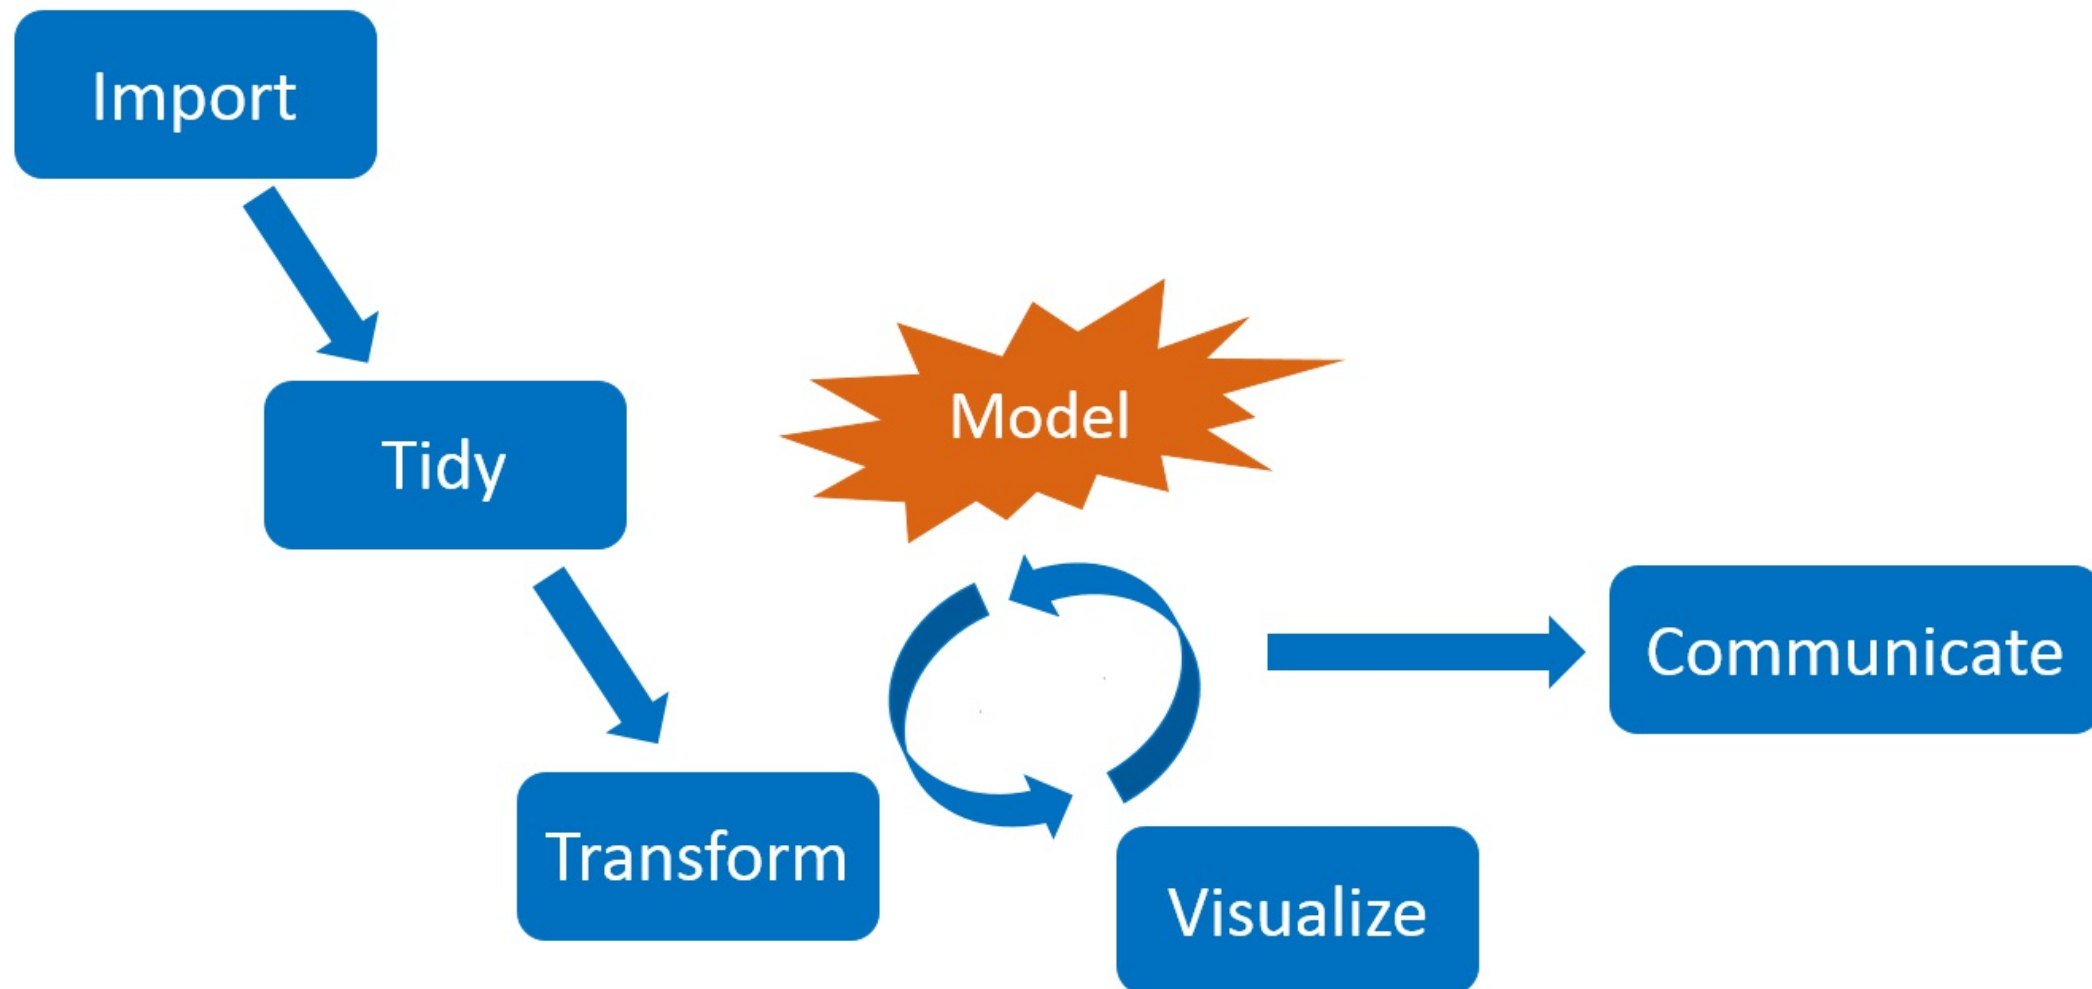 Import
Tidy
Model
Transform
Visualize
Communicate